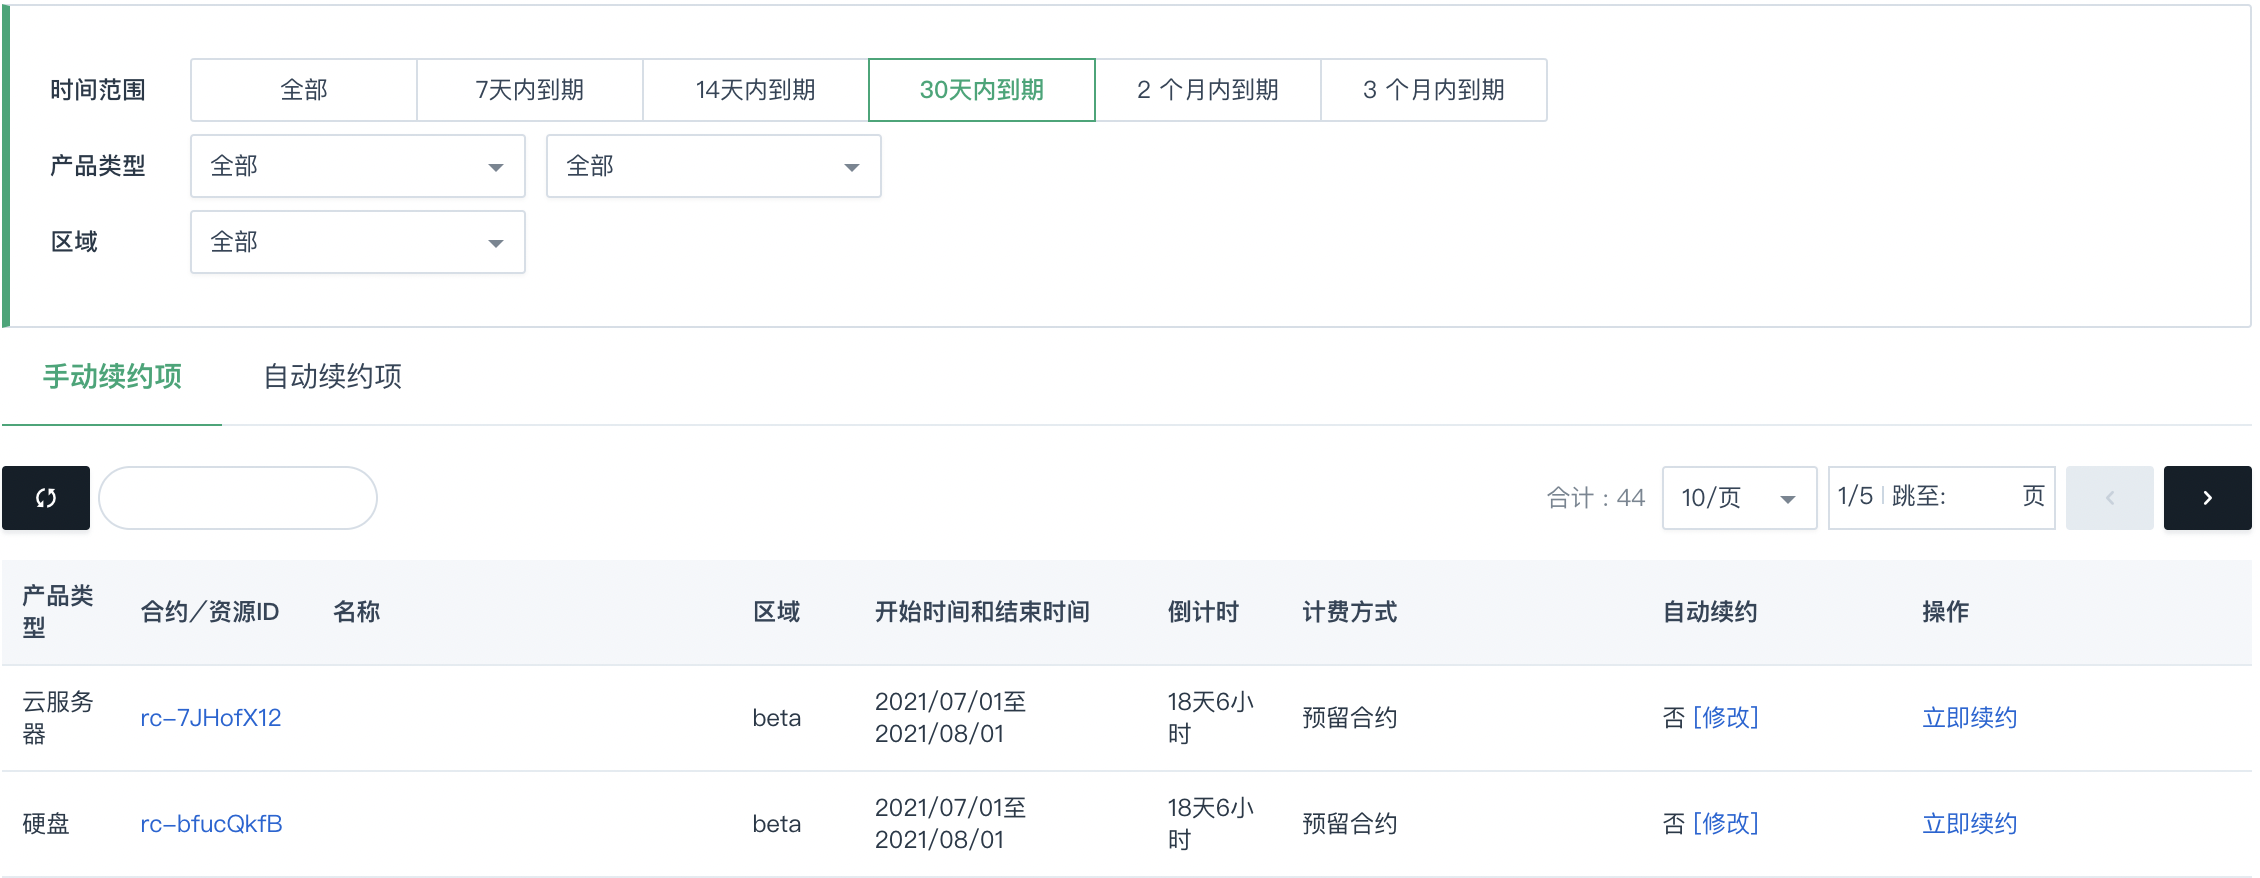 时间范围 全部 7天内到期 14天内到期 30天内到期 2 个月内到期 3 个月内到期
产品类型 全部 全部
区域 全部
手动续约项 自动续约项
合计：44 10/页 1/5 跳至: 页
产品类型 合约／资源ID 名称 区域 开始时间和结束时间 倒计时 计费方式 自动续约 操作
云服务器 rc-7JHofX12 beta 2021/07/01至2021/08/01 18天6小时 预留合约 否 [修改] 立即续约
硬盘 rc-bfucQkfB beta 2021/07/01至2021/08/01 18天6小时 预留合约 否 [修改] 立即续约